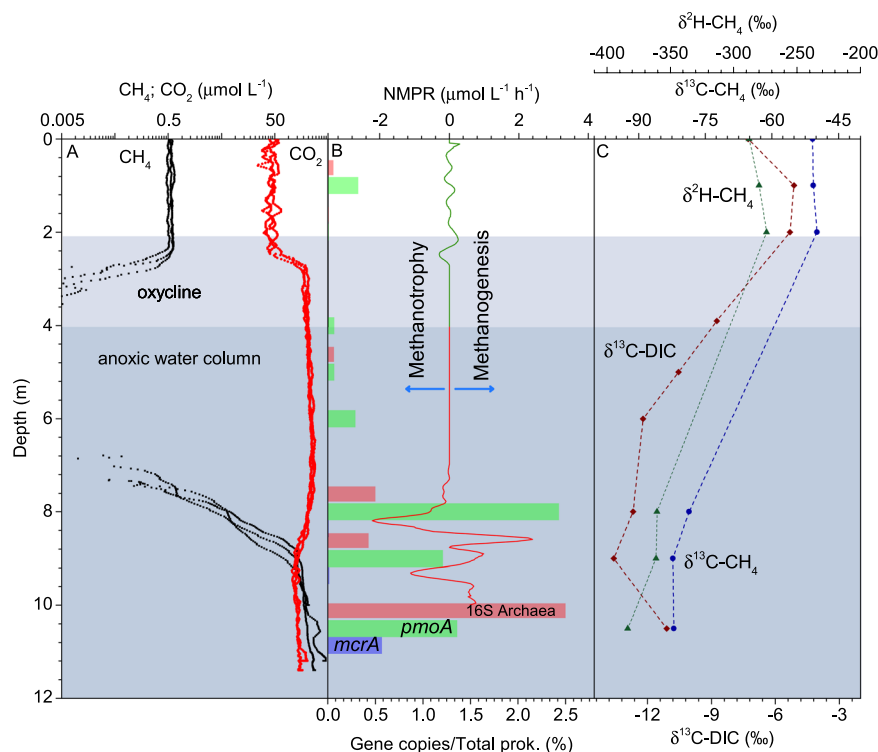 δ²H-CH₄ (‰)
-400 -350 -300 -250 -200
CH₄; CO₂ (μmol L⁻¹)
NMPR (μmol L⁻¹ h⁻¹)
δ¹³C-CH₄ (‰)
0.005 0.5 50
-4 -2 0 2 4
-90 -75 -60 -45
A
CH₄
CO₂
B
C
δ²H-CH₄
oxycline
anoxic water column
Methanotrophy
Methanogenesis
δ¹³C-DIC
δ¹³C-CH₄
16S Archaea
pmoA
mcrA
Depth (m)
0
2
4
6
8
10
12
0.0 0.5 1.0 1.5 2.0 2.5
-12 -9 -6 -3
Gene copies/Total prok. (%)
δ¹³C-DIC (‰)